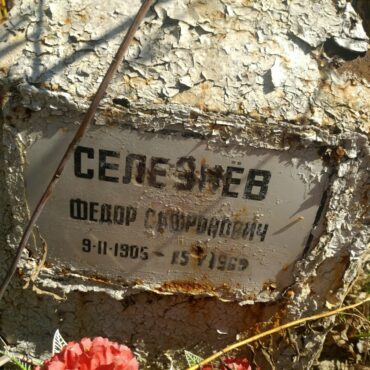 СЕЛЕЗНЁВ
ФЕДОР СОФРОНОВИЧ
9-II-1905 - 15 1969